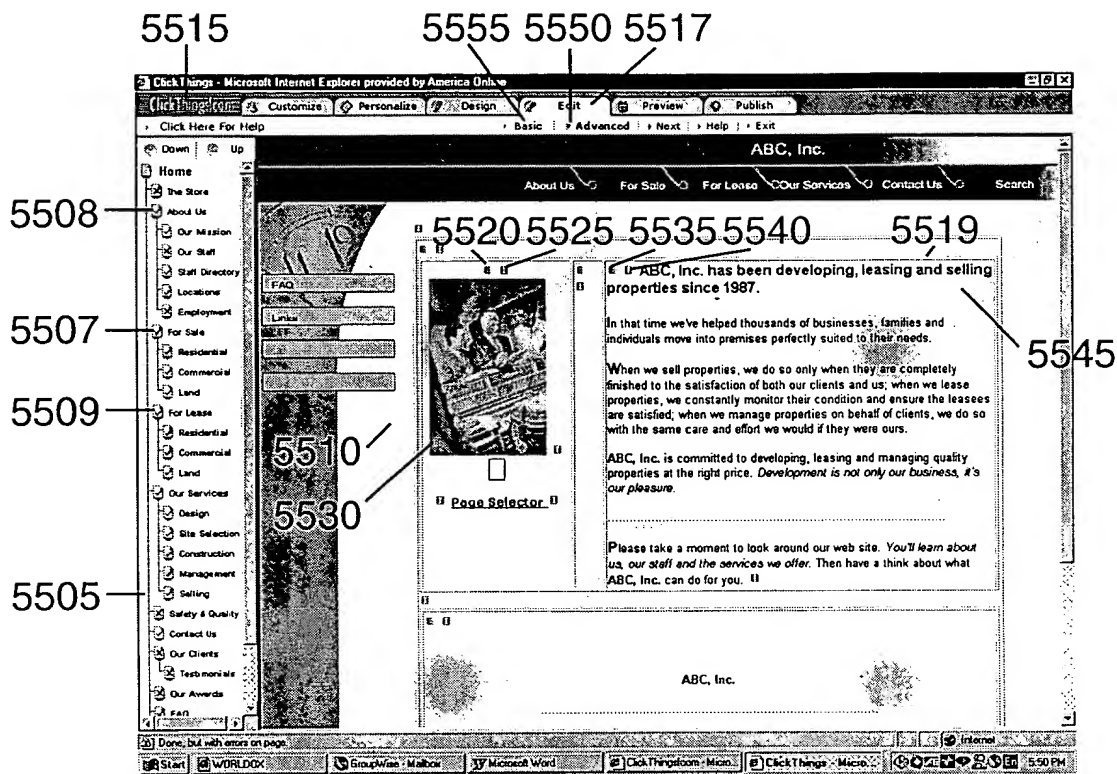 5515 5555 5550 5517
ClickThings - Microsoft Internet Explorer provided by America Online
ClickThings.com Customize Personalize Design Edit Preview Publish
Click Here For Help Basic Advanced Next Help Exit
Down Up
ABC, Inc.
Home
About Us For Sale For Lease Our Services Contact Us Search
The Store
5508
About Us
Our Mission
Our Staff
Staff Directory
Locations
Employment
5507
For Sale
Residential
Commercial
Land
5509
For Lease
Residential
Commercial
Land
Our Services
Design
Site Selection
Construction
Management
Selling
5505
Safety & Quality
Contact Us
Our Clients
Testimonials
Our Awards
FAQ
FAQ
Links
5510
5530
5520 5525 5535 5540 5519
Page Selector
ABC, Inc. has been developing, leasing and selling
properties since 1987.
5545
In that time we've helped thousands of businesses, families and
individuals move into premises perfectly suited to their needs.
When we sell properties, we do so only when they are completely
finished to the satisfaction of both our clients and us; when we lease
properties, we constantly monitor their condition and ensure the leasees
are satisfied; when we manage properties on behalf of clients, we do so
with the same care and effort we would if they were ours.
ABC, Inc. is committed to developing, leasing and managing quality
properties at the right price. Development is not only our business, it's
our pleasure.
Please take a moment to look around our web site. You'll learn about
us, our staff and the services we offer. Then have a think about what
ABC, Inc. can do for you.
ABC, Inc.
Done, but with errors on page. Internet
Start WORLDOX GroupWise - Mailbox Microsoft Word ClickThings.com - Micro... ClickThings - Micro... 5:50 PM